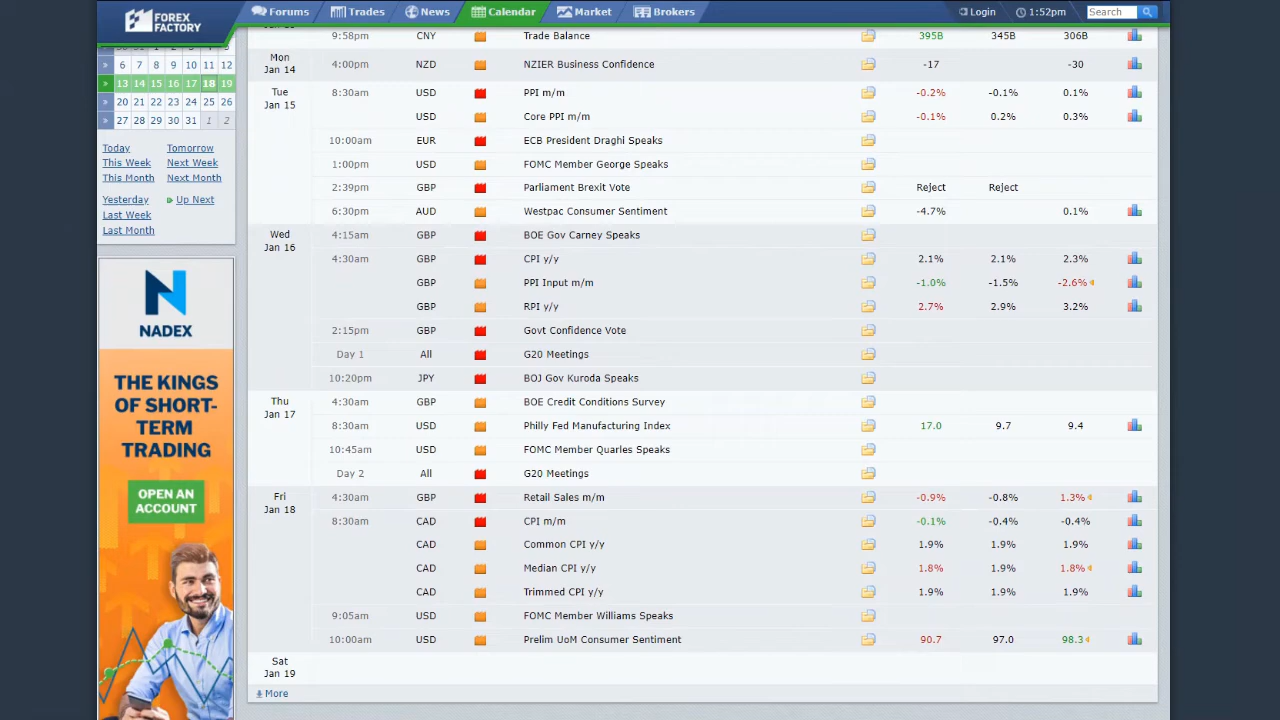 FOREX FACTORY
Forums Trades News Calendar Market Brokers Login 1:52pm Search
» 6 7 8 9 10 11 12
» 13 14 15 16 17 18 19
» 20 21 22 23 24 25 26
» 27 28 29 30 31 1 2
Today Tomorrow
This Week Next Week
This Month Next Month
Yesterday Up Next
Last Week
Last Month
NADEX
THE KINGS
OF SHORT-
TERM
TRADING
OPEN AN
ACCOUNT
9:58pm CNY Trade Balance 395B 345B 306B
Mon
Jan 14
4:00pm NZD NZIER Business Confidence -17 -30
Tue
Jan 15
8:30am USD PPI m/m -0.2% -0.1% 0.1%
USD Core PPI m/m -0.1% 0.2% 0.3%
10:00am EUR ECB President Draghi Speaks
1:00pm USD FOMC Member George Speaks
2:39pm GBP Parliament Brexit Vote Reject Reject
6:30pm AUD Westpac Consumer Sentiment -4.7% 0.1%
Wed
Jan 16
4:15am GBP BOE Gov Carney Speaks
4:30am GBP CPI y/y 2.1% 2.1% 2.3%
GBP PPI Input m/m -1.0% -1.5% -2.6%
GBP RPI y/y 2.7% 2.9% 3.2%
2:15pm GBP Govt Confidence Vote
Day 1 All G20 Meetings
10:20pm JPY BOJ Gov Kuroda Speaks
Thu
Jan 17
4:30am GBP BOE Credit Conditions Survey
8:30am USD Philly Fed Manufacturing Index 17.0 9.7 9.4
10:45am USD FOMC Member Quarles Speaks
Day 2 All G20 Meetings
Fri
Jan 18
4:30am GBP Retail Sales m/m -0.9% -0.8% 1.3%
8:30am CAD CPI m/m -0.1% -0.4% -0.4%
CAD Common CPI y/y 1.9% 1.9% 1.9%
CAD Median CPI y/y 1.8% 1.9% 1.8%
CAD Trimmed CPI y/y 1.9% 1.9% 1.9%
9:05am USD FOMC Member Williams Speaks
10:00am USD Prelim UoM Consumer Sentiment 90.7 97.0 98.3
Sat
Jan 19
More